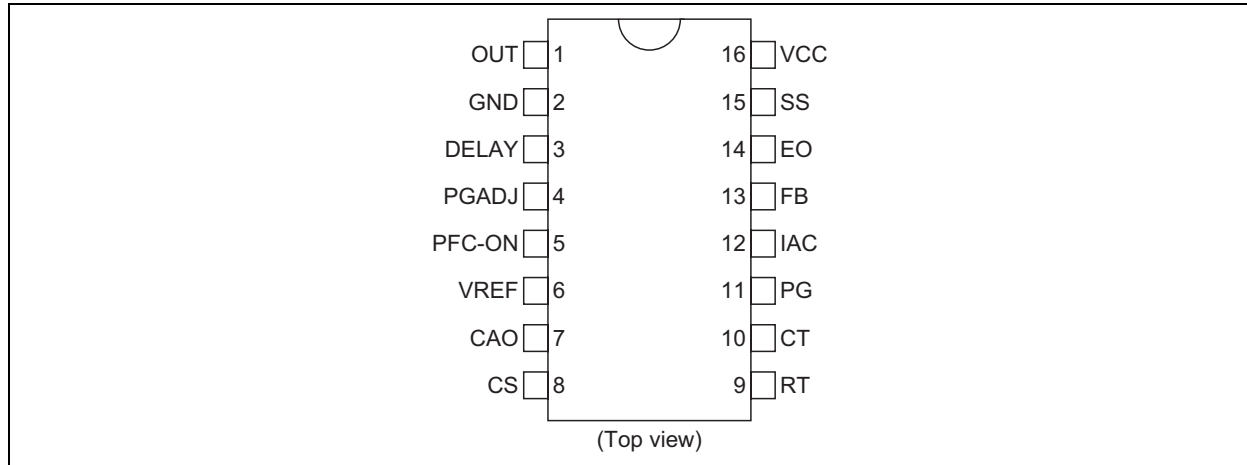 OUT 1 16 VCC
GND 2 15 SS
DELAY 3 14 EO
PGADJ 4 13 FB
PFC-ON 5 12 IAC
VREF 6 11 PG
CAO 7 10 CT
CS 8 9 RT
(Top view)